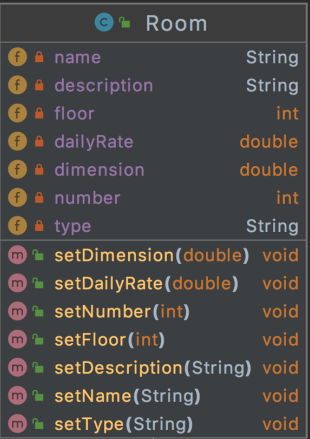 Room
name String
description String
floor int
dailyRate double
dimension double
number int
type String
setDimension(double) void
setDailyRate(double) void
setNumber(int) void
setFloor(int) void
setDescription(String) void
setName(String) void
setType(String) void